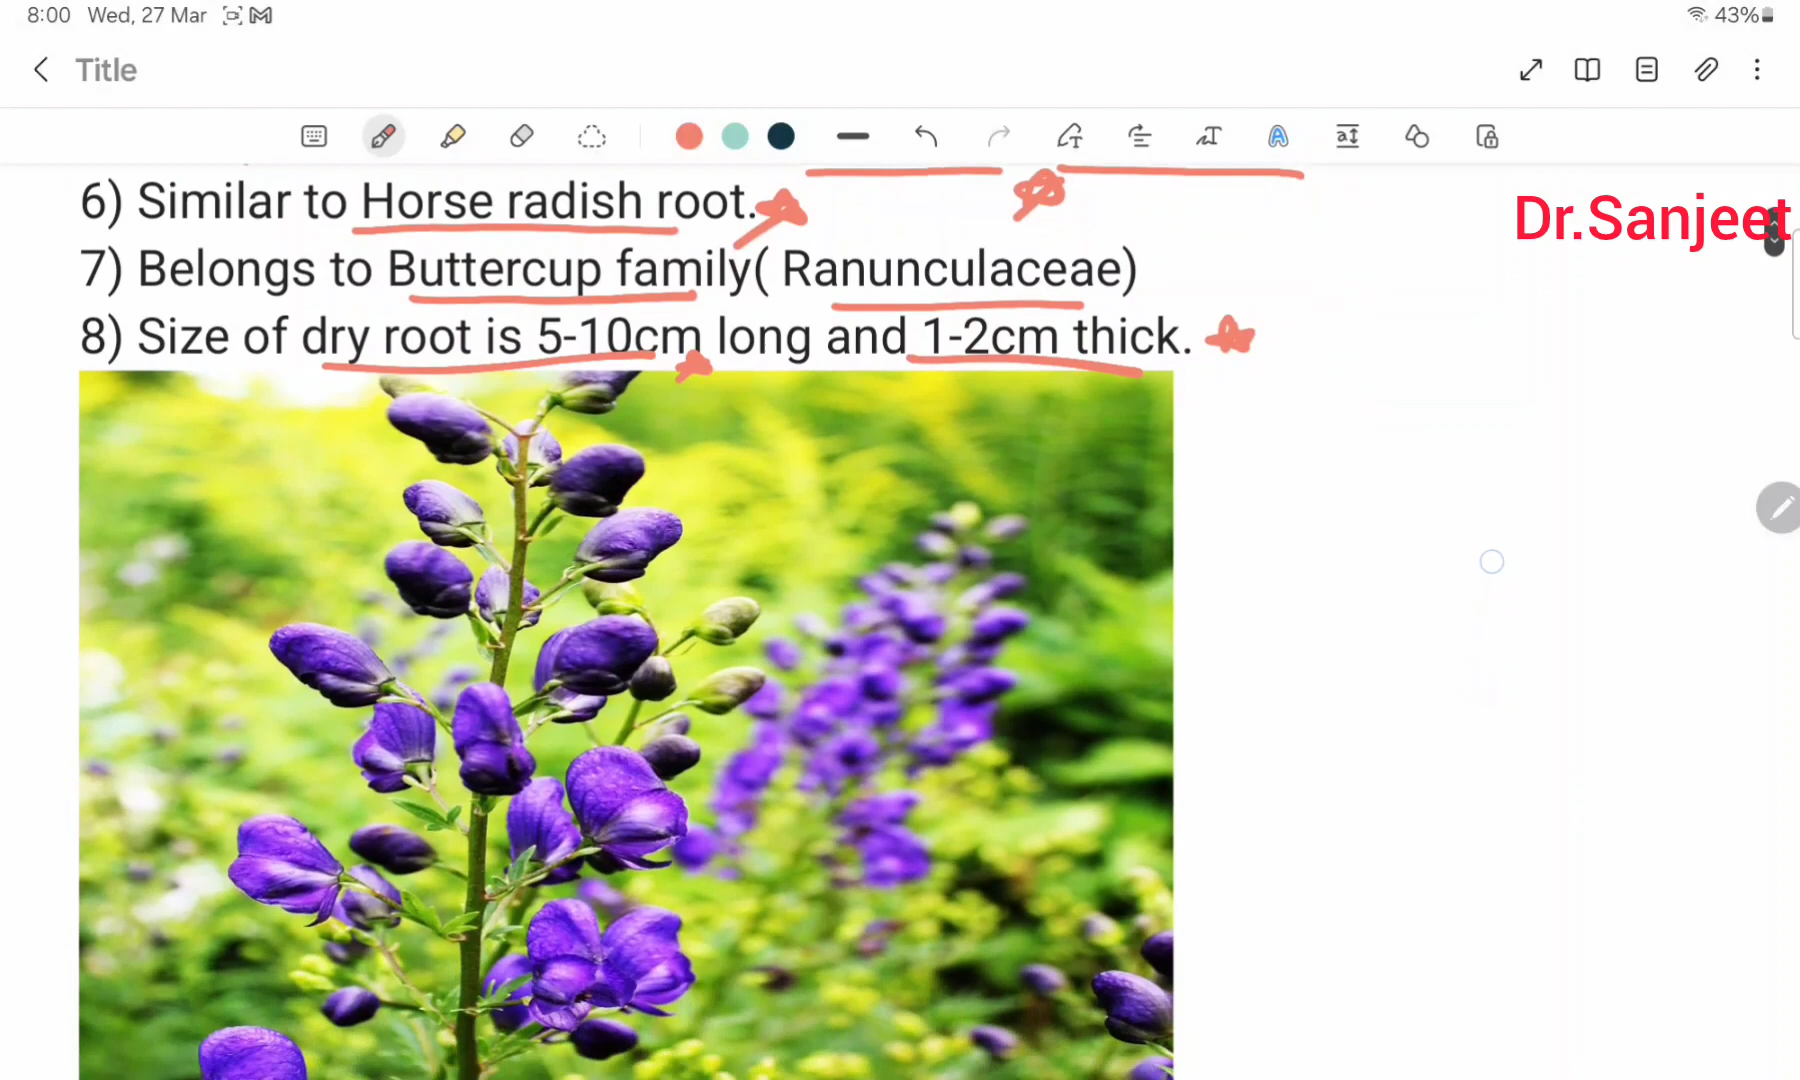 8:00 Wed, 27 Mar 43%
Title
6) Similar to Horse radish root.
Dr.Sanjeet
7) Belongs to Buttercup family( Ranunculaceae)
8) Size of dry root is 5-10cm long and 1-2cm thick.